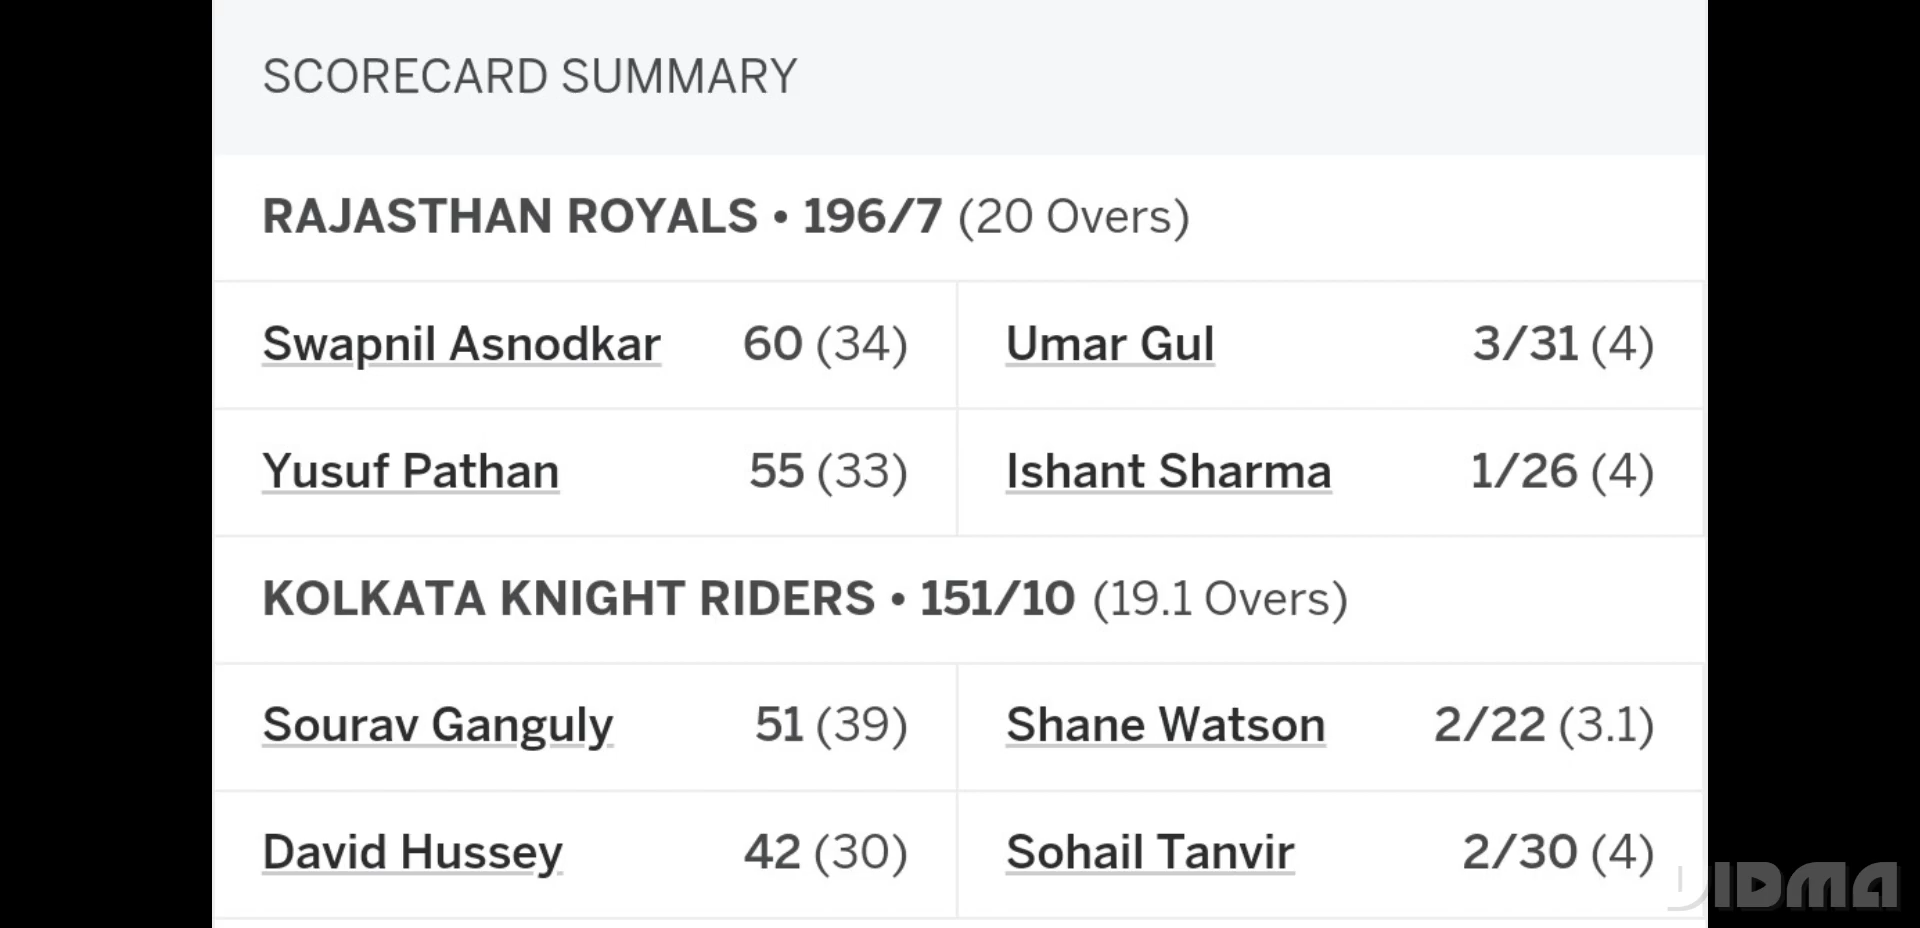 SCORECARD SUMMARY
RAJASTHAN ROYALS • 196/7 (20 Overs)
Swapnil Asnodkar 60 (34) Umar Gul 3/31 (4)
Yusuf Pathan 55 (33) Ishant Sharma 1/26 (4)
KOLKATA KNIGHT RIDERS • 151/10 (19.1 Overs)
Sourav Ganguly 51 (39) Shane Watson 2/22 (3.1)
David Hussey 42 (30) Sohail Tanvir 2/30 (4)
VIDMA